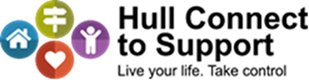 Hull Connect
to Support
Live your life. Take control